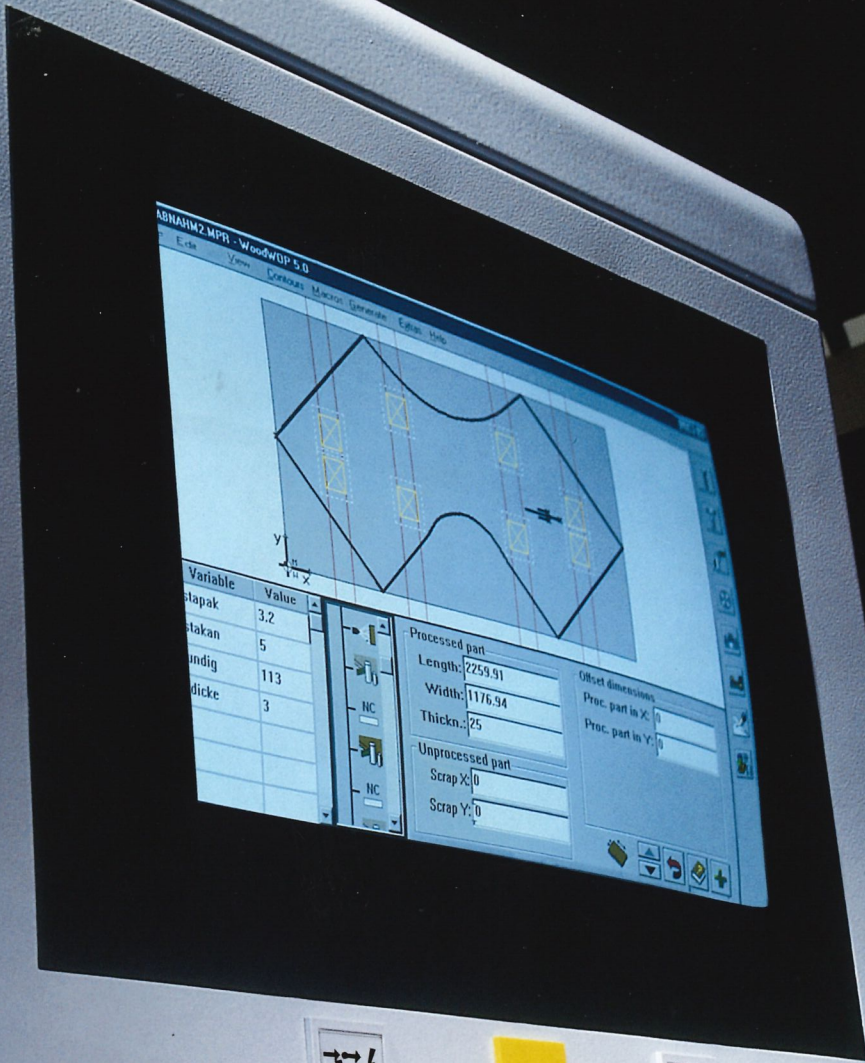 ABNAHM2.MPR - WoodWOP 5.0
Edit View Contours Macros Generate Extras Help
Y
X
Variable Value
stapak 3.2
stakan 5
undig 113
dicke 3
NC
NC
Processed part
Length: 2259.91
Width: 1176.94
Thickn.: 25
Unprocessed part
Scrap X: 0
Scrap Y: 0
Offset dimensions
Proc. part in X: 0
Proc. part in Y: 0